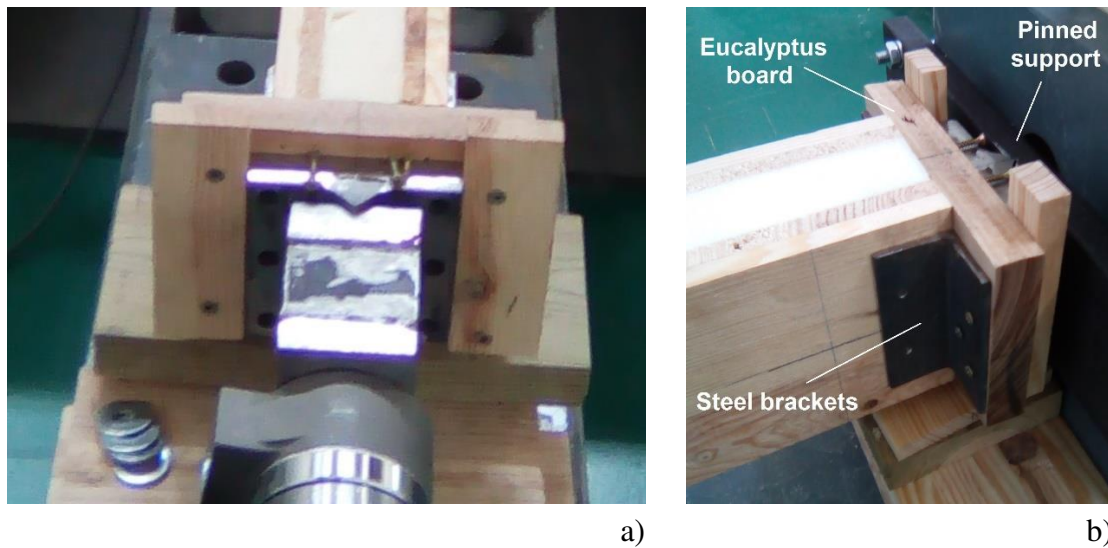 Eucalyptus
board
Pinned
support
Steel brackets
a)
b)